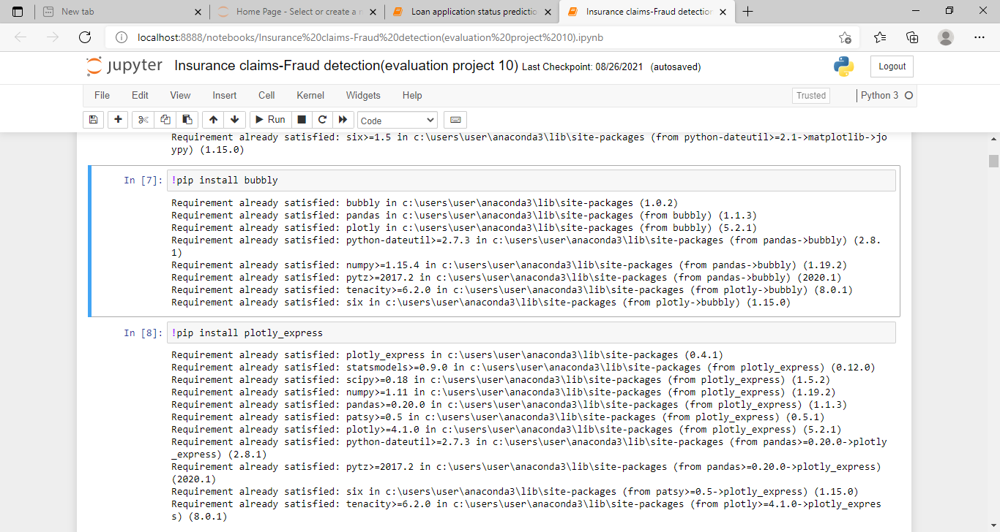 New tab
Home Page - Select or create a n
Loan application status predictio
Insurance claims-Fraud detection
localhost:8888/notebooks/Insurance%20claims-Fraud%20detection(evaluation%20project%2010).ipynb
jupyter Insurance claims-Fraud detection(evaluation project 10) Last Checkpoint: 08/26/2021 (autosaved)
Logout
File Edit View Insert Cell Kernel Widgets Help
Trusted
Python 3
Run
Code
Requirement already satisfied: six>=1.5 in c:\users\user\anaconda3\lib\site-packages (from python-dateutil>=2.1->matplotlib->jo
ypy) (1.15.0)
In [7]: !pip install bubbly
Requirement already satisfied: bubbly in c:\users\user\anaconda3\lib\site-packages (1.0.2)
Requirement already satisfied: pandas in c:\users\user\anaconda3\lib\site-packages (from bubbly) (1.1.3)
Requirement already satisfied: plotly in c:\users\user\anaconda3\lib\site-packages (from bubbly) (5.2.1)
Requirement already satisfied: python-dateutil>=2.7.3 in c:\users\user\anaconda3\lib\site-packages (from pandas->bubbly) (2.8.
1)
Requirement already satisfied: numpy>=1.15.4 in c:\users\user\anaconda3\lib\site-packages (from pandas->bubbly) (1.19.2)
Requirement already satisfied: pytz>=2017.2 in c:\users\user\anaconda3\lib\site-packages (from pandas->bubbly) (2020.1)
Requirement already satisfied: tenacity>=6.2.0 in c:\users\user\anaconda3\lib\site-packages (from plotly->bubbly) (8.0.1)
Requirement already satisfied: six in c:\users\user\anaconda3\lib\site-packages (from plotly->bubbly) (1.15.0)
In [8]: !pip install plotly_express
Requirement already satisfied: plotly_express in c:\users\user\anaconda3\lib\site-packages (0.4.1)
Requirement already satisfied: statsmodels>=0.9.0 in c:\users\user\anaconda3\lib\site-packages (from plotly_express) (0.12.0)
Requirement already satisfied: scipy>=0.18 in c:\users\user\anaconda3\lib\site-packages (from plotly_express) (1.5.2)
Requirement already satisfied: numpy>=1.11 in c:\users\user\anaconda3\lib\site-packages (from plotly_express) (1.19.2)
Requirement already satisfied: pandas>=0.20.0 in c:\users\user\anaconda3\lib\site-packages (from plotly_express) (1.1.3)
Requirement already satisfied: patsy>=0.5 in c:\users\user\anaconda3\lib\site-packages (from plotly_express) (0.5.1)
Requirement already satisfied: plotly>=4.1.0 in c:\users\user\anaconda3\lib\site-packages (from plotly_express) (5.2.1)
Requirement already satisfied: python-dateutil>=2.7.3 in c:\users\user\anaconda3\lib\site-packages (from pandas>=0.20.0->plotly
_express) (2.8.1)
Requirement already satisfied: pytz>=2017.2 in c:\users\user\anaconda3\lib\site-packages (from pandas>=0.20.0->plotly_express)
(2020.1)
Requirement already satisfied: six in c:\users\user\anaconda3\lib\site-packages (from patsy>=0.5->plotly_express) (1.15.0)
Requirement already satisfied: tenacity>=6.2.0 in c:\users\user\anaconda3\lib\site-packages (from plotly>=4.1.0->plotly_expres
s) (8.0.1)